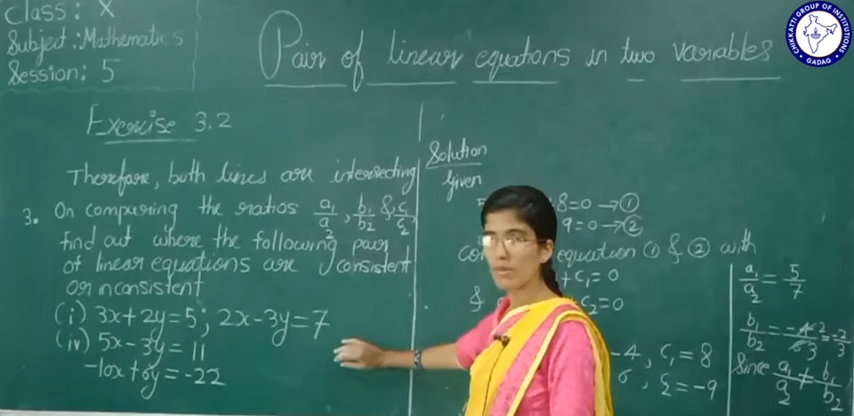 Class: X
Subject: Mathematics
Session: 5
Pair of linear equations in two variables
CHIKKATTI GROUP OF INSTITUTIONS
GADAG
Exercise 3.2
Therefore, both lines are intersecting
3. On comparing the ratios a₁/a₂, b₁/b₂ & c₁/c₂
find out where the following pair
of linear equations are consistent
or inconsistent
(i) 3x+2y=5; 2x-3y=7
(iv) 5x-3y=11
-10x+6y=-22
Solution
Given
8=0→①
9=0→②
equation ① & ② with
+c₁=0
& c₂=0
-4, c₁=8
6, c₂=-9
a₁/a₂ = 5/7
b₁/b₂ = -4 2/6 3 = -2/3
Since a₁/a₂ ≠ b₁/b₂